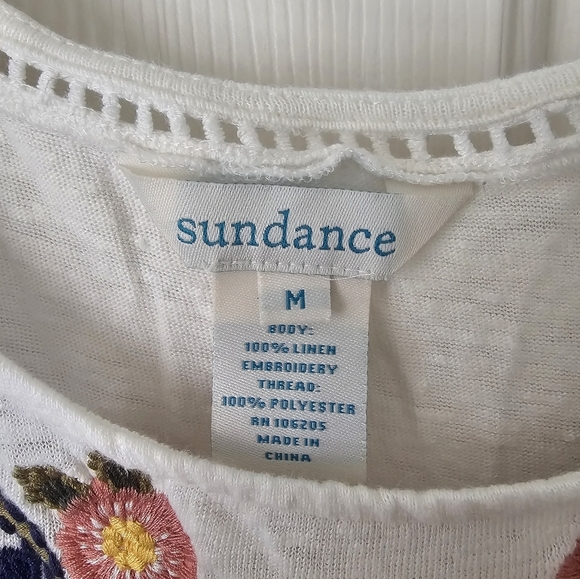 sundance
M
BODY:
100% LINEN
EMBROIDERY
THREAD:
100% POLYESTER
RN 106205
MADE IN
CHINA